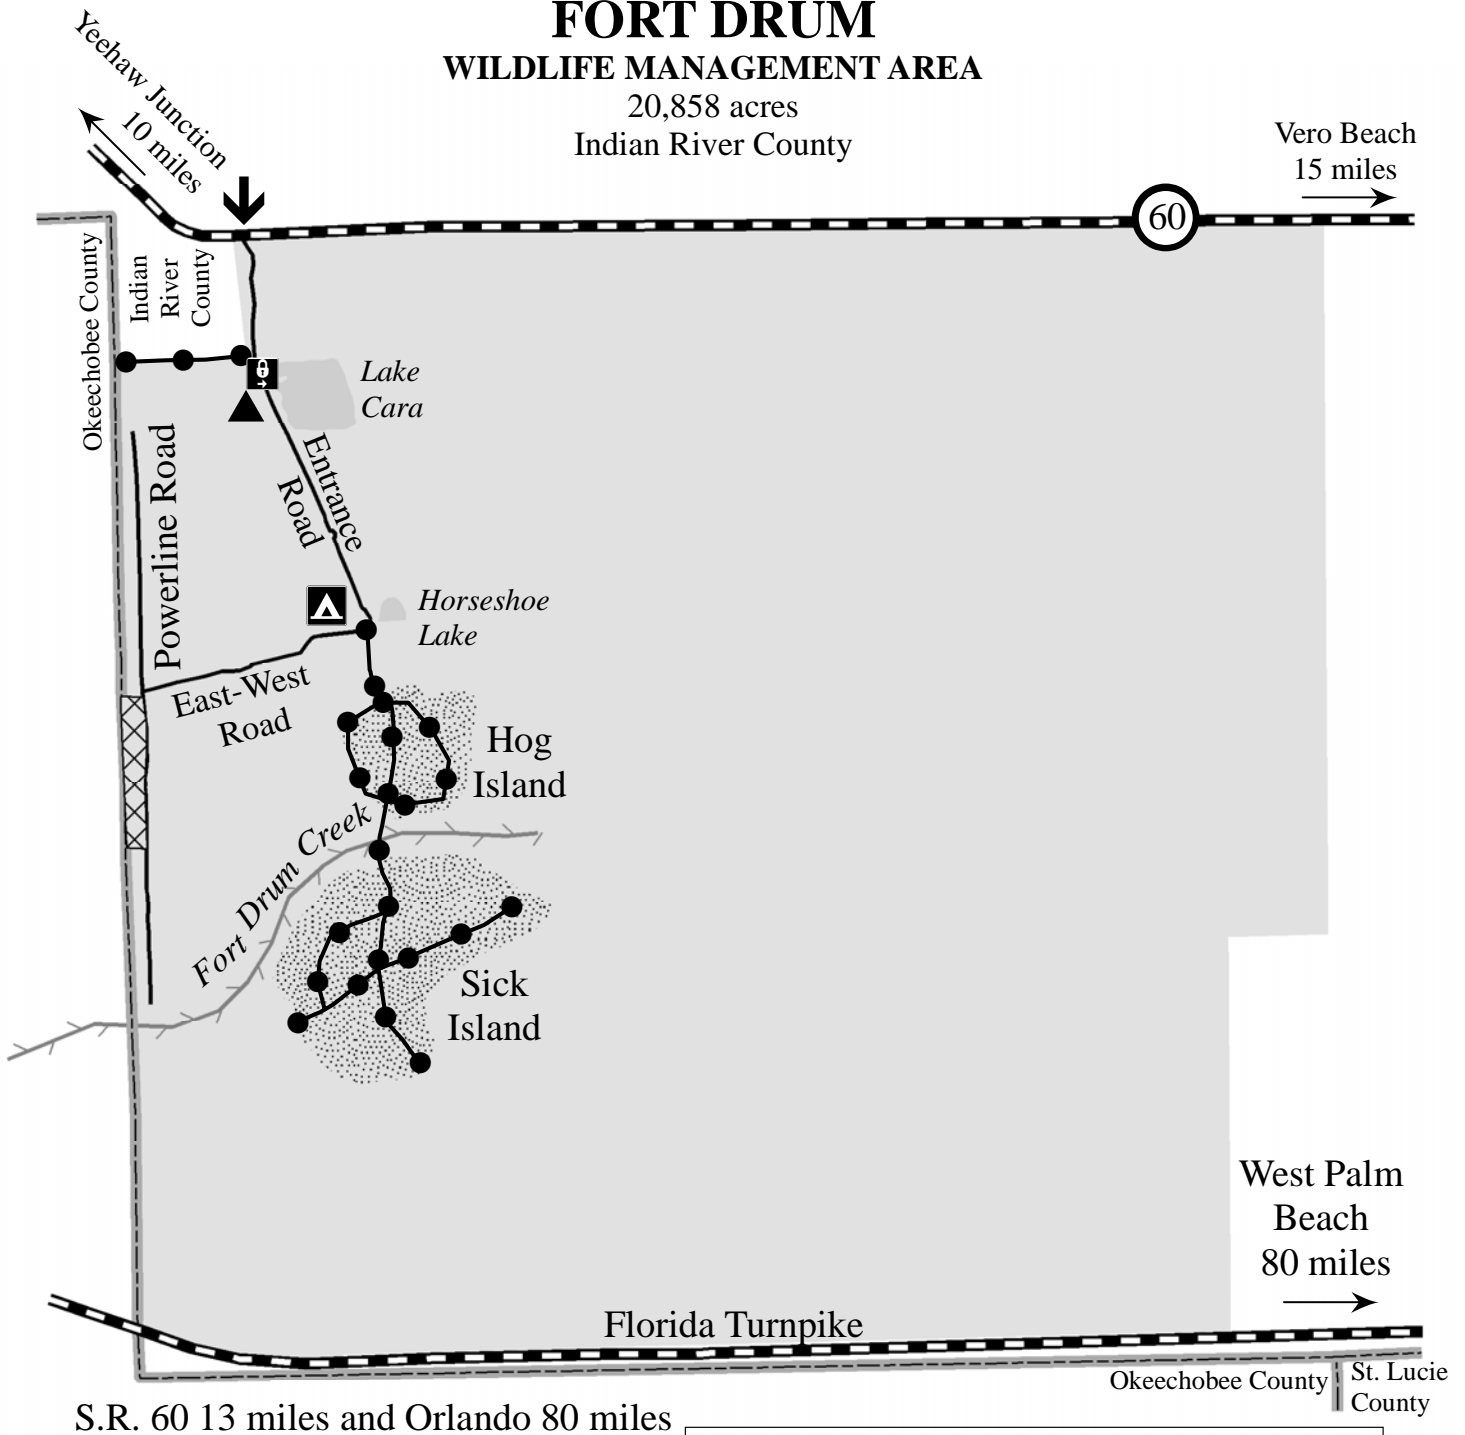 FORT DRUM
WILDLIFE MANAGEMENT AREA
20,858 acres
Indian River County
Yeehaw Junction
10 miles
Vero Beach
15 miles
60
Okeechobee County
Indian
River
County
Lake
Cara
Entrance
Road
Powerline Road
Horseshoe
Lake
East-West
Road
Hog
Island
Fort Drum Creek
Sick
Island
West Palm
Beach
80 miles
Florida Turnpike
Okeechobee County
St. Lucie
County
S.R. 60 13 miles and Orlando 80 miles